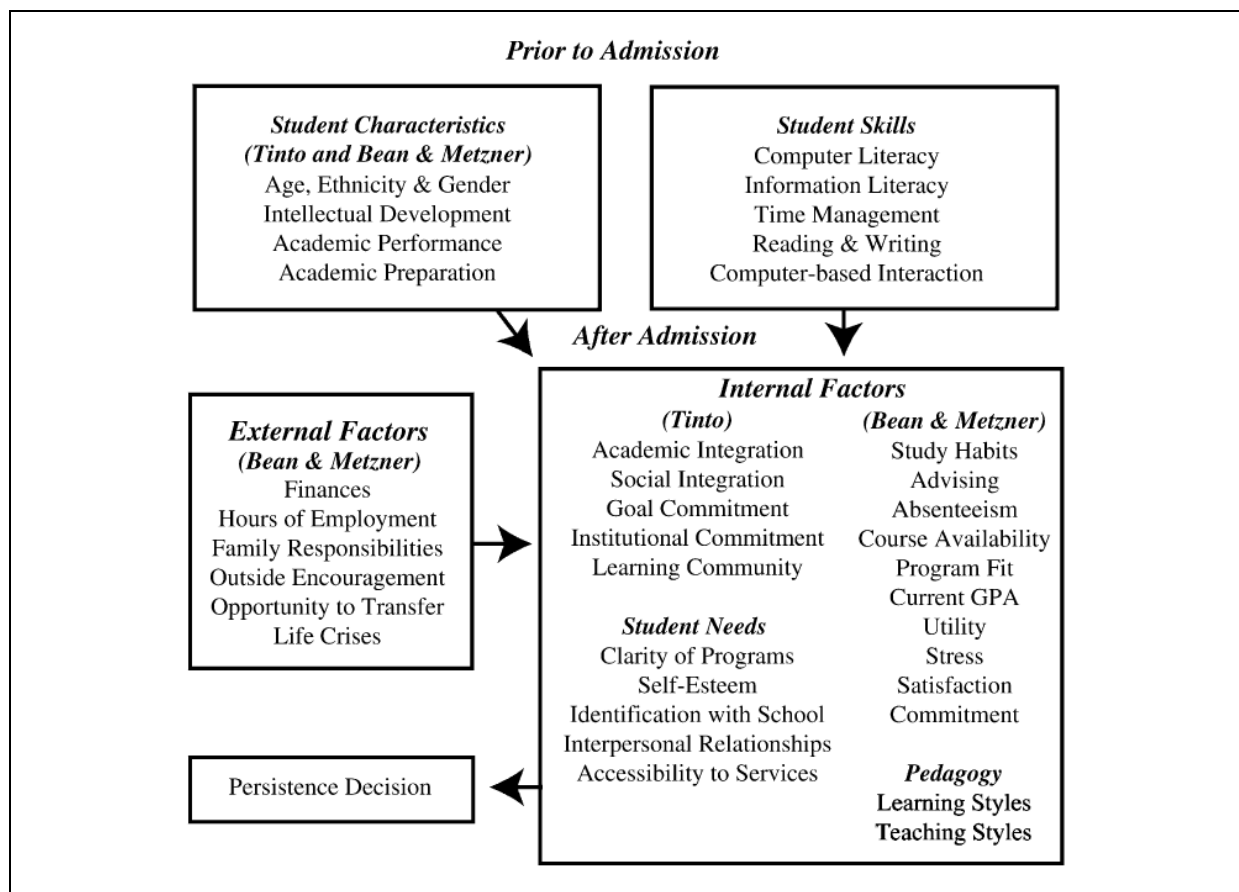 Prior to Admission
Student Characteristics
(Tinto and Bean & Metzner)
Age, Ethnicity & Gender
Intellectual Development
Academic Performance
Academic Preparation
Student Skills
Computer Literacy
Information Literacy
Time Management
Reading & Writing
Computer-based Interaction
After Admission
External Factors
(Bean & Metzner)
Finances
Hours of Employment
Family Responsibilities
Outside Encouragement
Opportunity to Transfer
Life Crises
Internal Factors
(Tinto)
Academic Integration
Social Integration
Goal Commitment
Institutional Commitment
Learning Community
Student Needs
Clarity of Programs
Self-Esteem
Identification with School
Interpersonal Relationships
Accessibility to Services
(Bean & Metzner)
Study Habits
Advising
Absenteeism
Course Availability
Program Fit
Current GPA
Utility
Stress
Satisfaction
Commitment
Pedagogy
Learning Styles
Teaching Styles
Persistence Decision